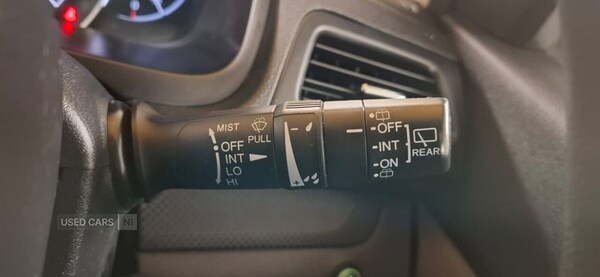 MIST
PULL
OFF
INT
LO
HI
OFF
INT
ON
REAR
USED CARS NI